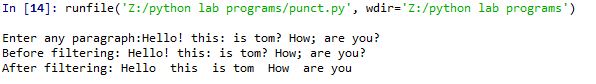 In [14]: runfile('Z:/python lab programs/punct.py', wdir='Z:/python lab programs')
Enter any paragraph:Hello! this: is tom? How; are you?
Before filtering: Hello! this: is tom? How; are you?
After filtering: Hello  this  is tom  How  are you